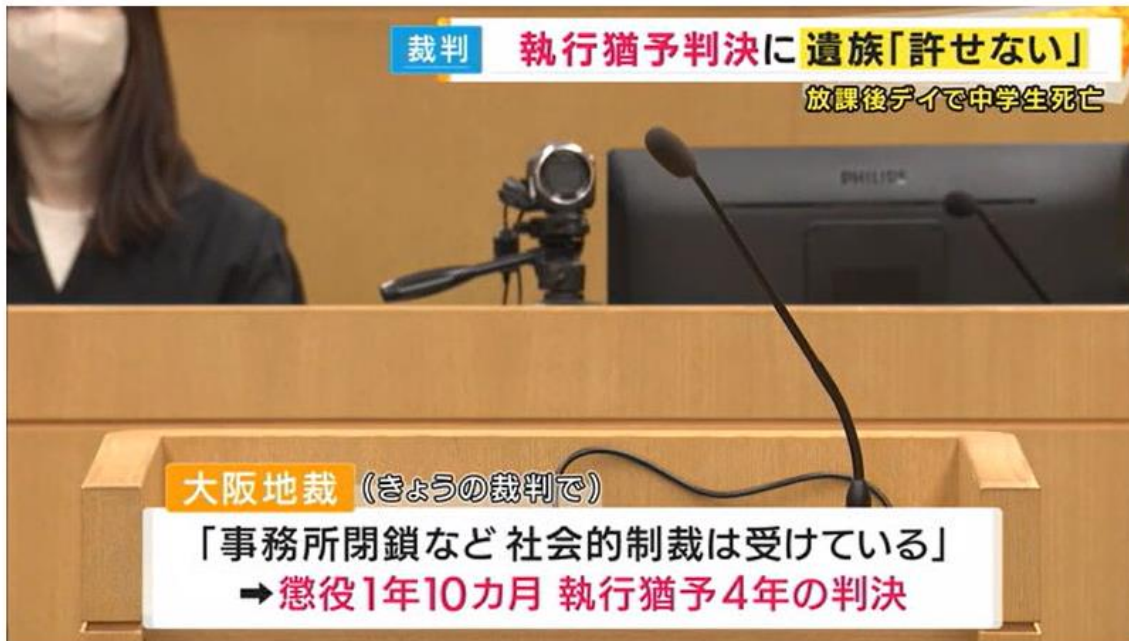 裁判 執行猶予判決に遺族「許せない」
放課後デイで中学生死亡
PHILIPS
大阪地裁(きょうの裁判で)
「事務所閉鎖など 社会的制裁は受けている」
➡懲役1年10カ月 執行猶予4年の判決